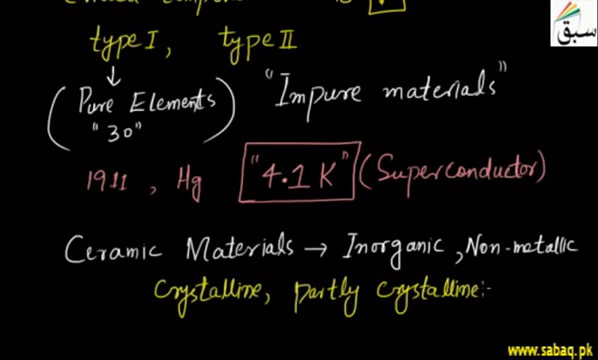 type I, type II
سبق
↓
(Pure Elements "30") "Impure materials"
1911, Hg "4.1 K" (Superconductor)
Ceramic Materials → Inorganic, Non-metallic
Crystalline, partly crystalline:-
www.sabaq.pk